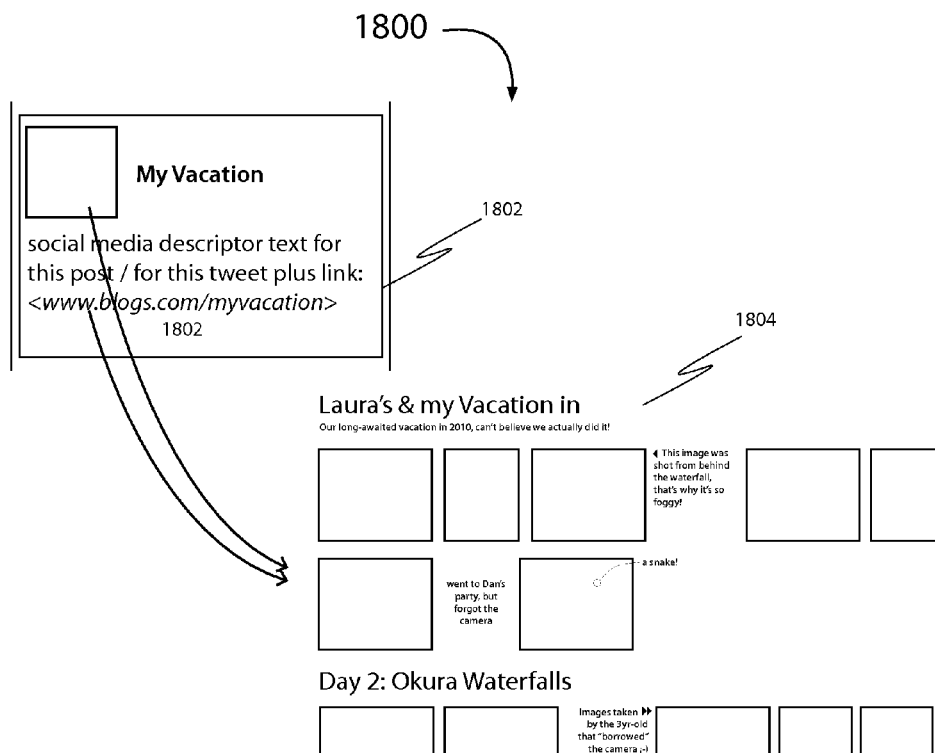 1800
My Vacation
social media descriptor text for
this post / for this tweet plus link:
<www.blogs.com/myvacation>
1802
1802
1804
Laura's & my Vacation in
Our long-awaited vacation in 2010, can't believe we actually did it!
◀ This image was
shot from behind
the waterfall,
that's why it's so
foggy!
went to Dan's
party, but
forgot the
camera
a snake!
Day 2: Okura Waterfalls
Images taken ▶▶
by the 3yr-old
that "borrowed"
the camera ;-)